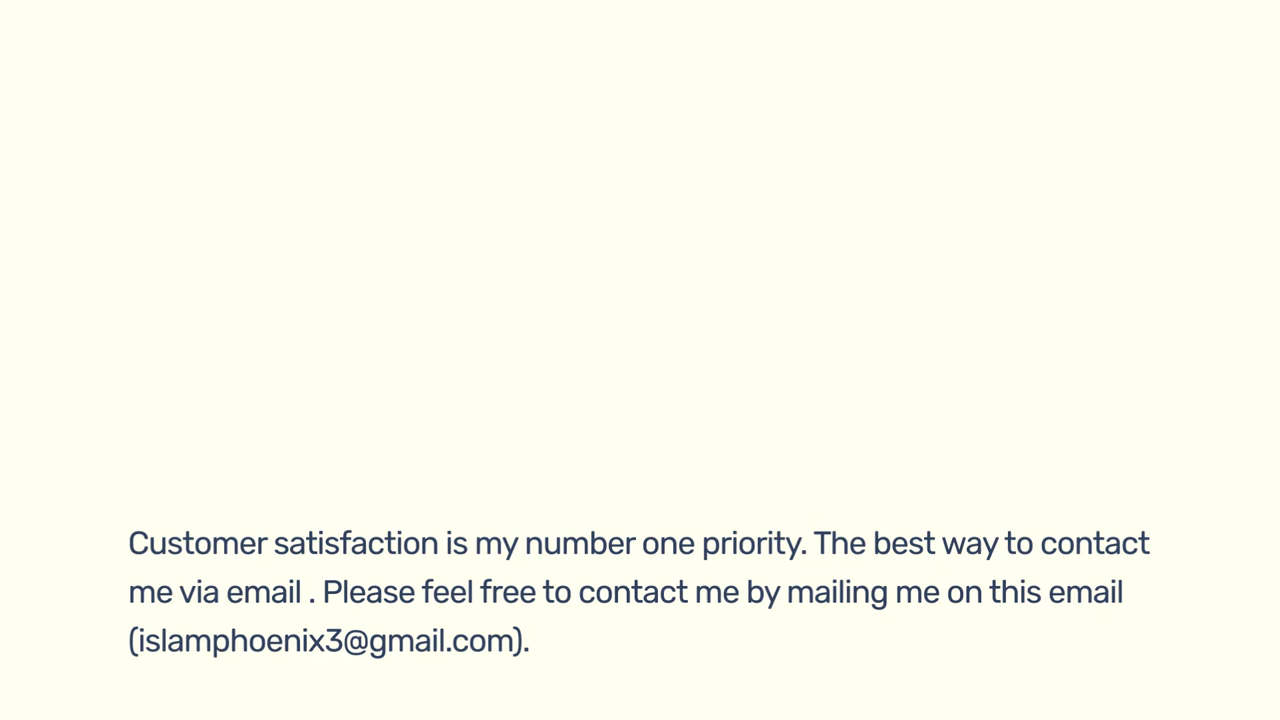 Customer satisfaction is my number one priority. The best way to contact
me via email . Please feel free to contact me by mailing me on this email
(islamphoenix3@gmail.com).